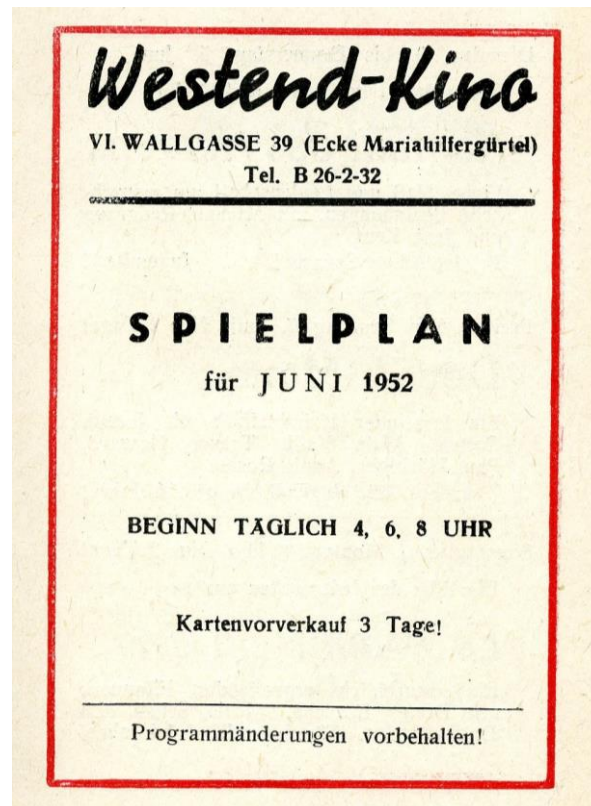 Westend-Kino
VI. WALLGASSE 39 (Ecke Mariahilfergürtel)
Tel. B 26-2-32
SPIELPLAN
für JUNI 1952
BEGINN TÄGLICH 4, 6, 8 UHR
Kartenvorverkauf 3 Tage!
Programmänderungen vorbehalten!